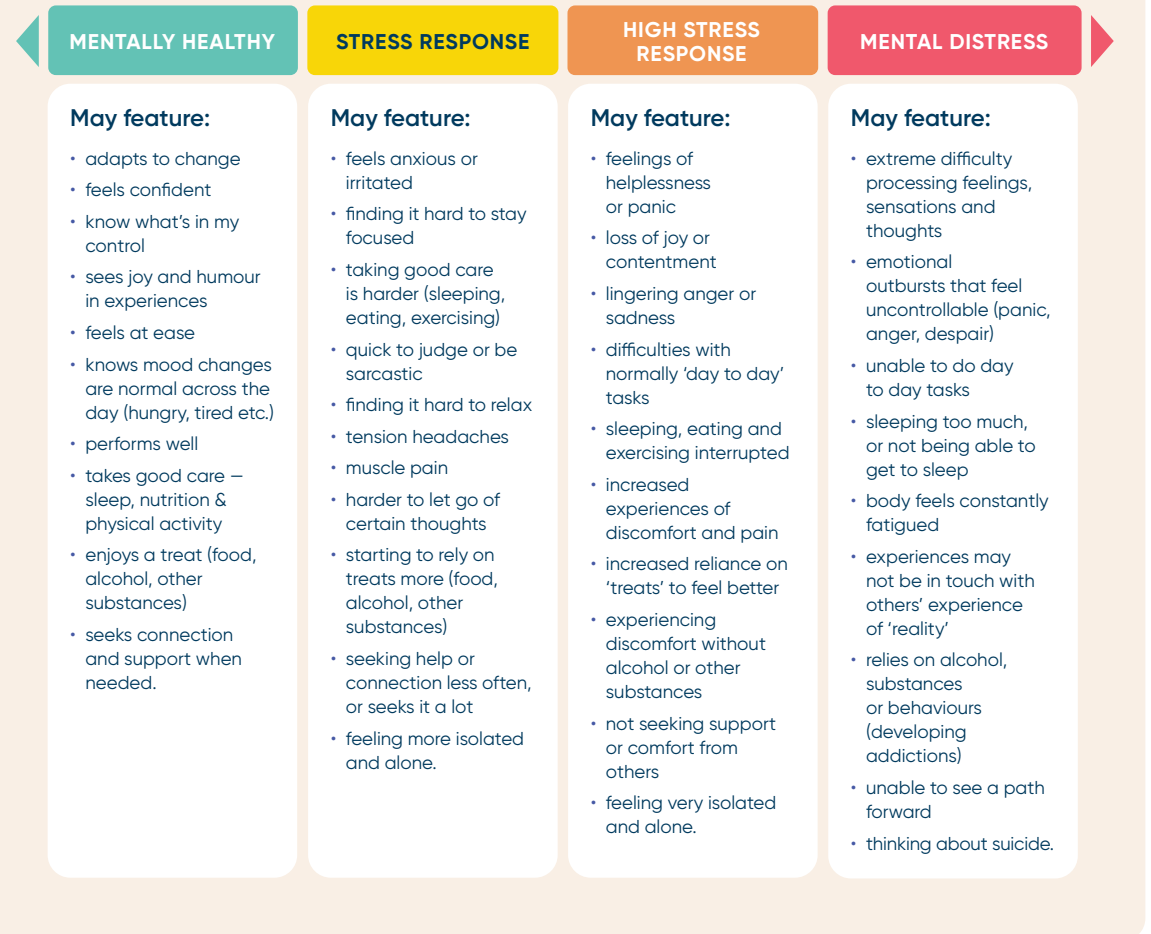 MENTALLY HEALTHY
STRESS RESPONSE
HIGH STRESS
RESPONSE
MENTAL DISTRESS
May feature:
• adapts to change
• feels confident
• know what's in my
control
• sees joy and humour
in experiences
• feels at ease
• knows mood changes
are normal across the
day (hungry, tired etc.)
• performs well
• takes good care –
sleep, nutrition &
physical activity
• enjoys a treat (food,
alcohol, other
substances)
• seeks connection
and support when
needed.
May feature:
• feels anxious or
irritated
• finding it hard to stay
focused
• taking good care
is harder (sleeping,
eating, exercising)
• quick to judge or be
sarcastic
• finding it hard to relax
• tension headaches
• muscle pain
• harder to let go of
certain thoughts
• starting to rely on
treats more (food,
alcohol, other
substances)
• seeking help or
connection less often,
or seeks it a lot
• feeling more isolated
and alone.
May feature:
• feelings of
helplessness
or panic
• loss of joy or
contentment
• lingering anger or
sadness
• difficulties with
normally 'day to day'
tasks
• sleeping, eating and
exercising interrupted
• increased
experiences of
discomfort and pain
• increased reliance on
'treats' to feel better
• experiencing
discomfort without
alcohol or other
substances
• not seeking support
or comfort from
others
• feeling very isolated
and alone.
May feature:
• extreme difficulty
processing feelings,
sensations and
thoughts
• emotional
outbursts that feel
uncontrollable (panic,
anger, despair)
• unable to do day
to day tasks
• sleeping too much,
or not being able to
get to sleep
• body feels constantly
fatigued
• experiences may
not be in touch with
others' experience
of 'reality'
• relies on alcohol,
substances
or behaviours
(developing
addictions)
• unable to see a path
forward
• thinking about suicide.